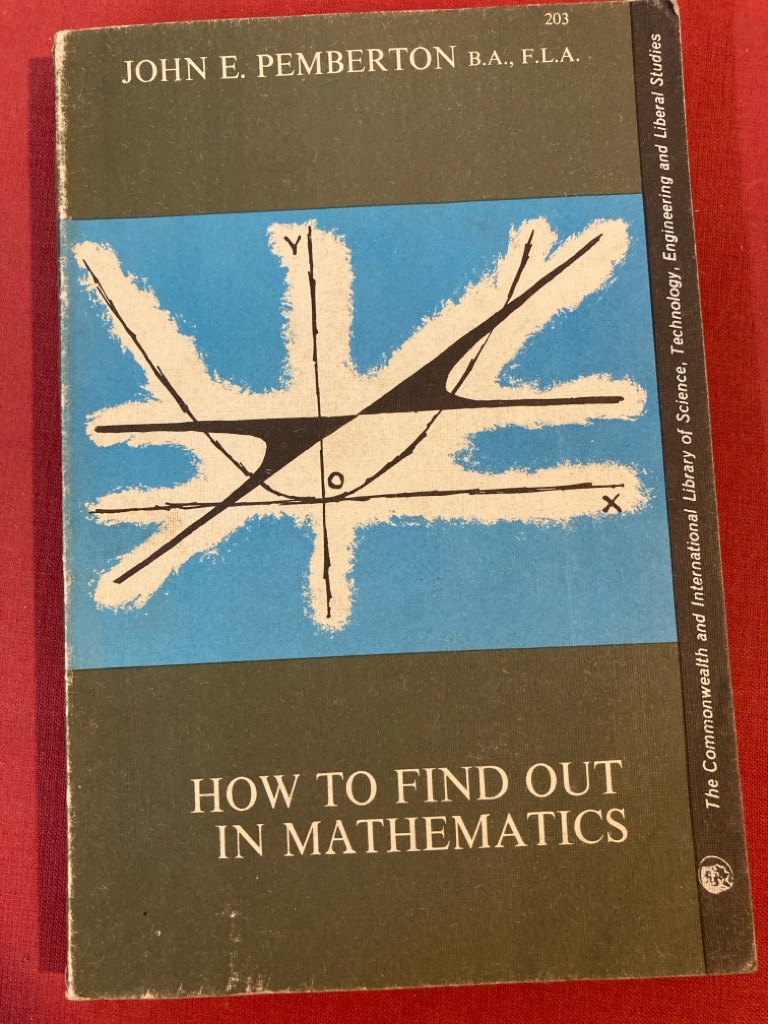 203
JOHN E. PEMBERTON B.A., F.L.A.
Y
O
X
HOW TO FIND OUT
IN MATHEMATICS
The Commonwealth and International Library of Science, Technology, Engineering and Liberal Studies